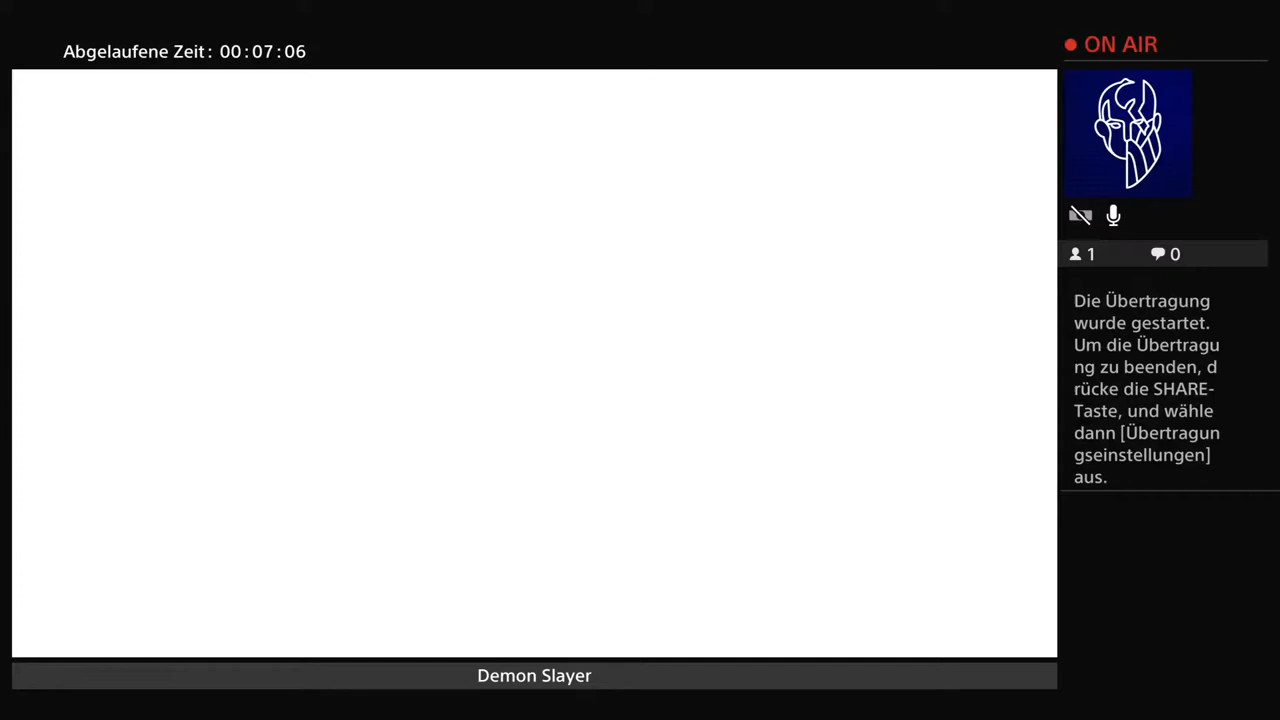 Abgelaufene Zeit: 00:07:06
ON AIR
1 0
Die Übertragung
wurde gestartet.
Um die Übertragu
ng zu beenden, d
rücke die SHARE-
Taste, und wähle
dann [Übertragun
gseinstellungen]
aus.
Demon Slayer